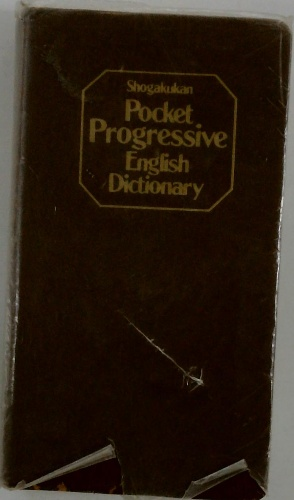 Shogakukan
Pocket
Progressive
English
Dictionary